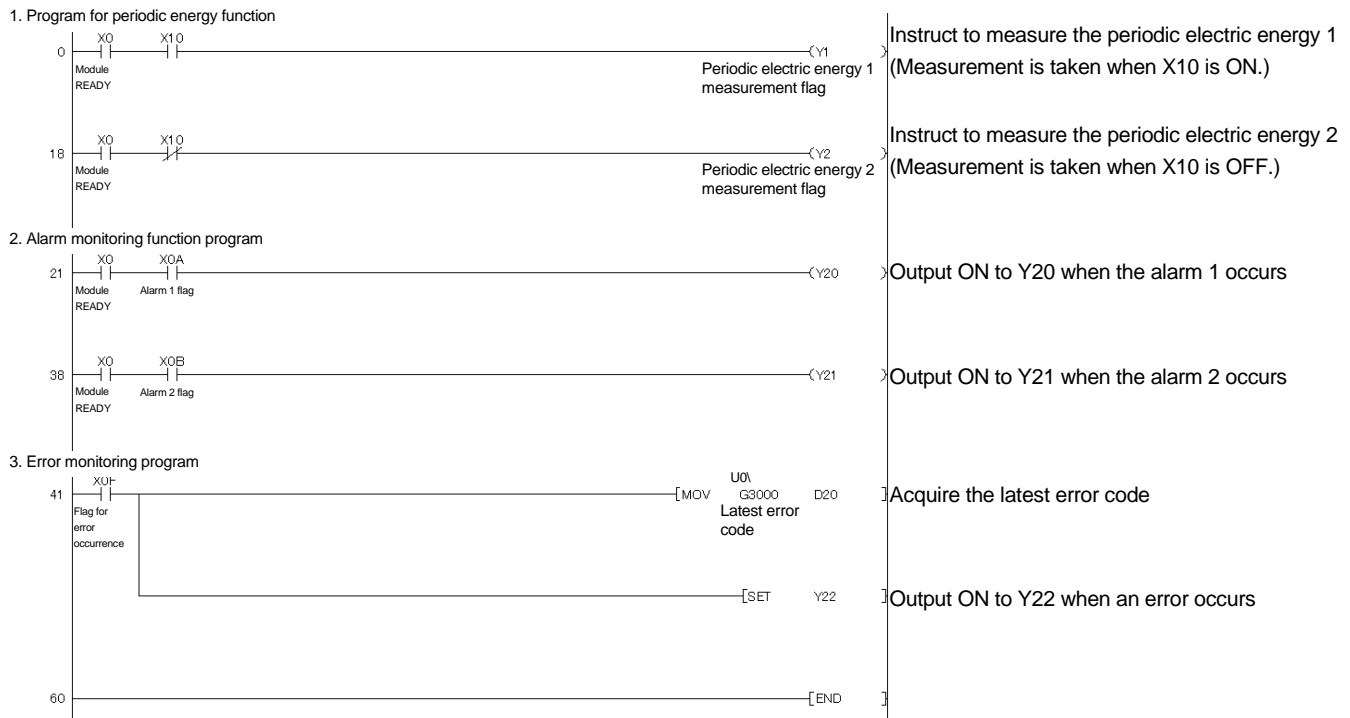 1. Program for periodic energy function
X0 X10
0 (Y1 )
Module READY
Periodic electric energy 1 measurement flag
Instruct to measure the periodic electric energy 1
(Measurement is taken when X10 is ON.)
X0 X10
18 (Y2 )
Module READY
Periodic electric energy 2 measurement flag
Instruct to measure the periodic electric energy 2
(Measurement is taken when X10 is OFF.)
2. Alarm monitoring function program
X0 X0A
21 (Y20 ) Output ON to Y20 when the alarm 1 occurs
Module READY
Alarm 1 flag
X0 X0B
38 (Y21 ) Output ON to Y21 when the alarm 2 occurs
Module READY
Alarm 2 flag
3. Error monitoring program
X0F U0\
41 [MOV G3000 D20 ] Acquire the latest error code
Flag for error occurrence
Latest error code
[SET Y22 ] Output ON to Y22 when an error occurs
60 [END ]